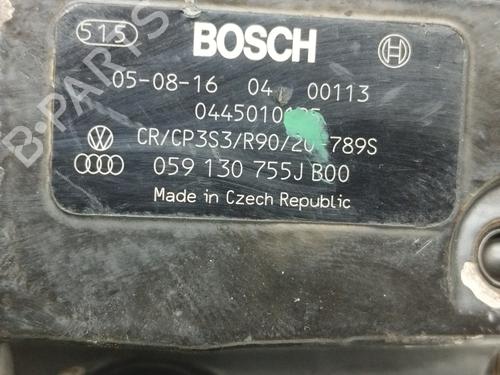 515 BOSCH
05-08-16 04 00113
CR/CP3S3/R90/20-789S
059 130 755J B00
Made in Czech Republic
B-PARTS